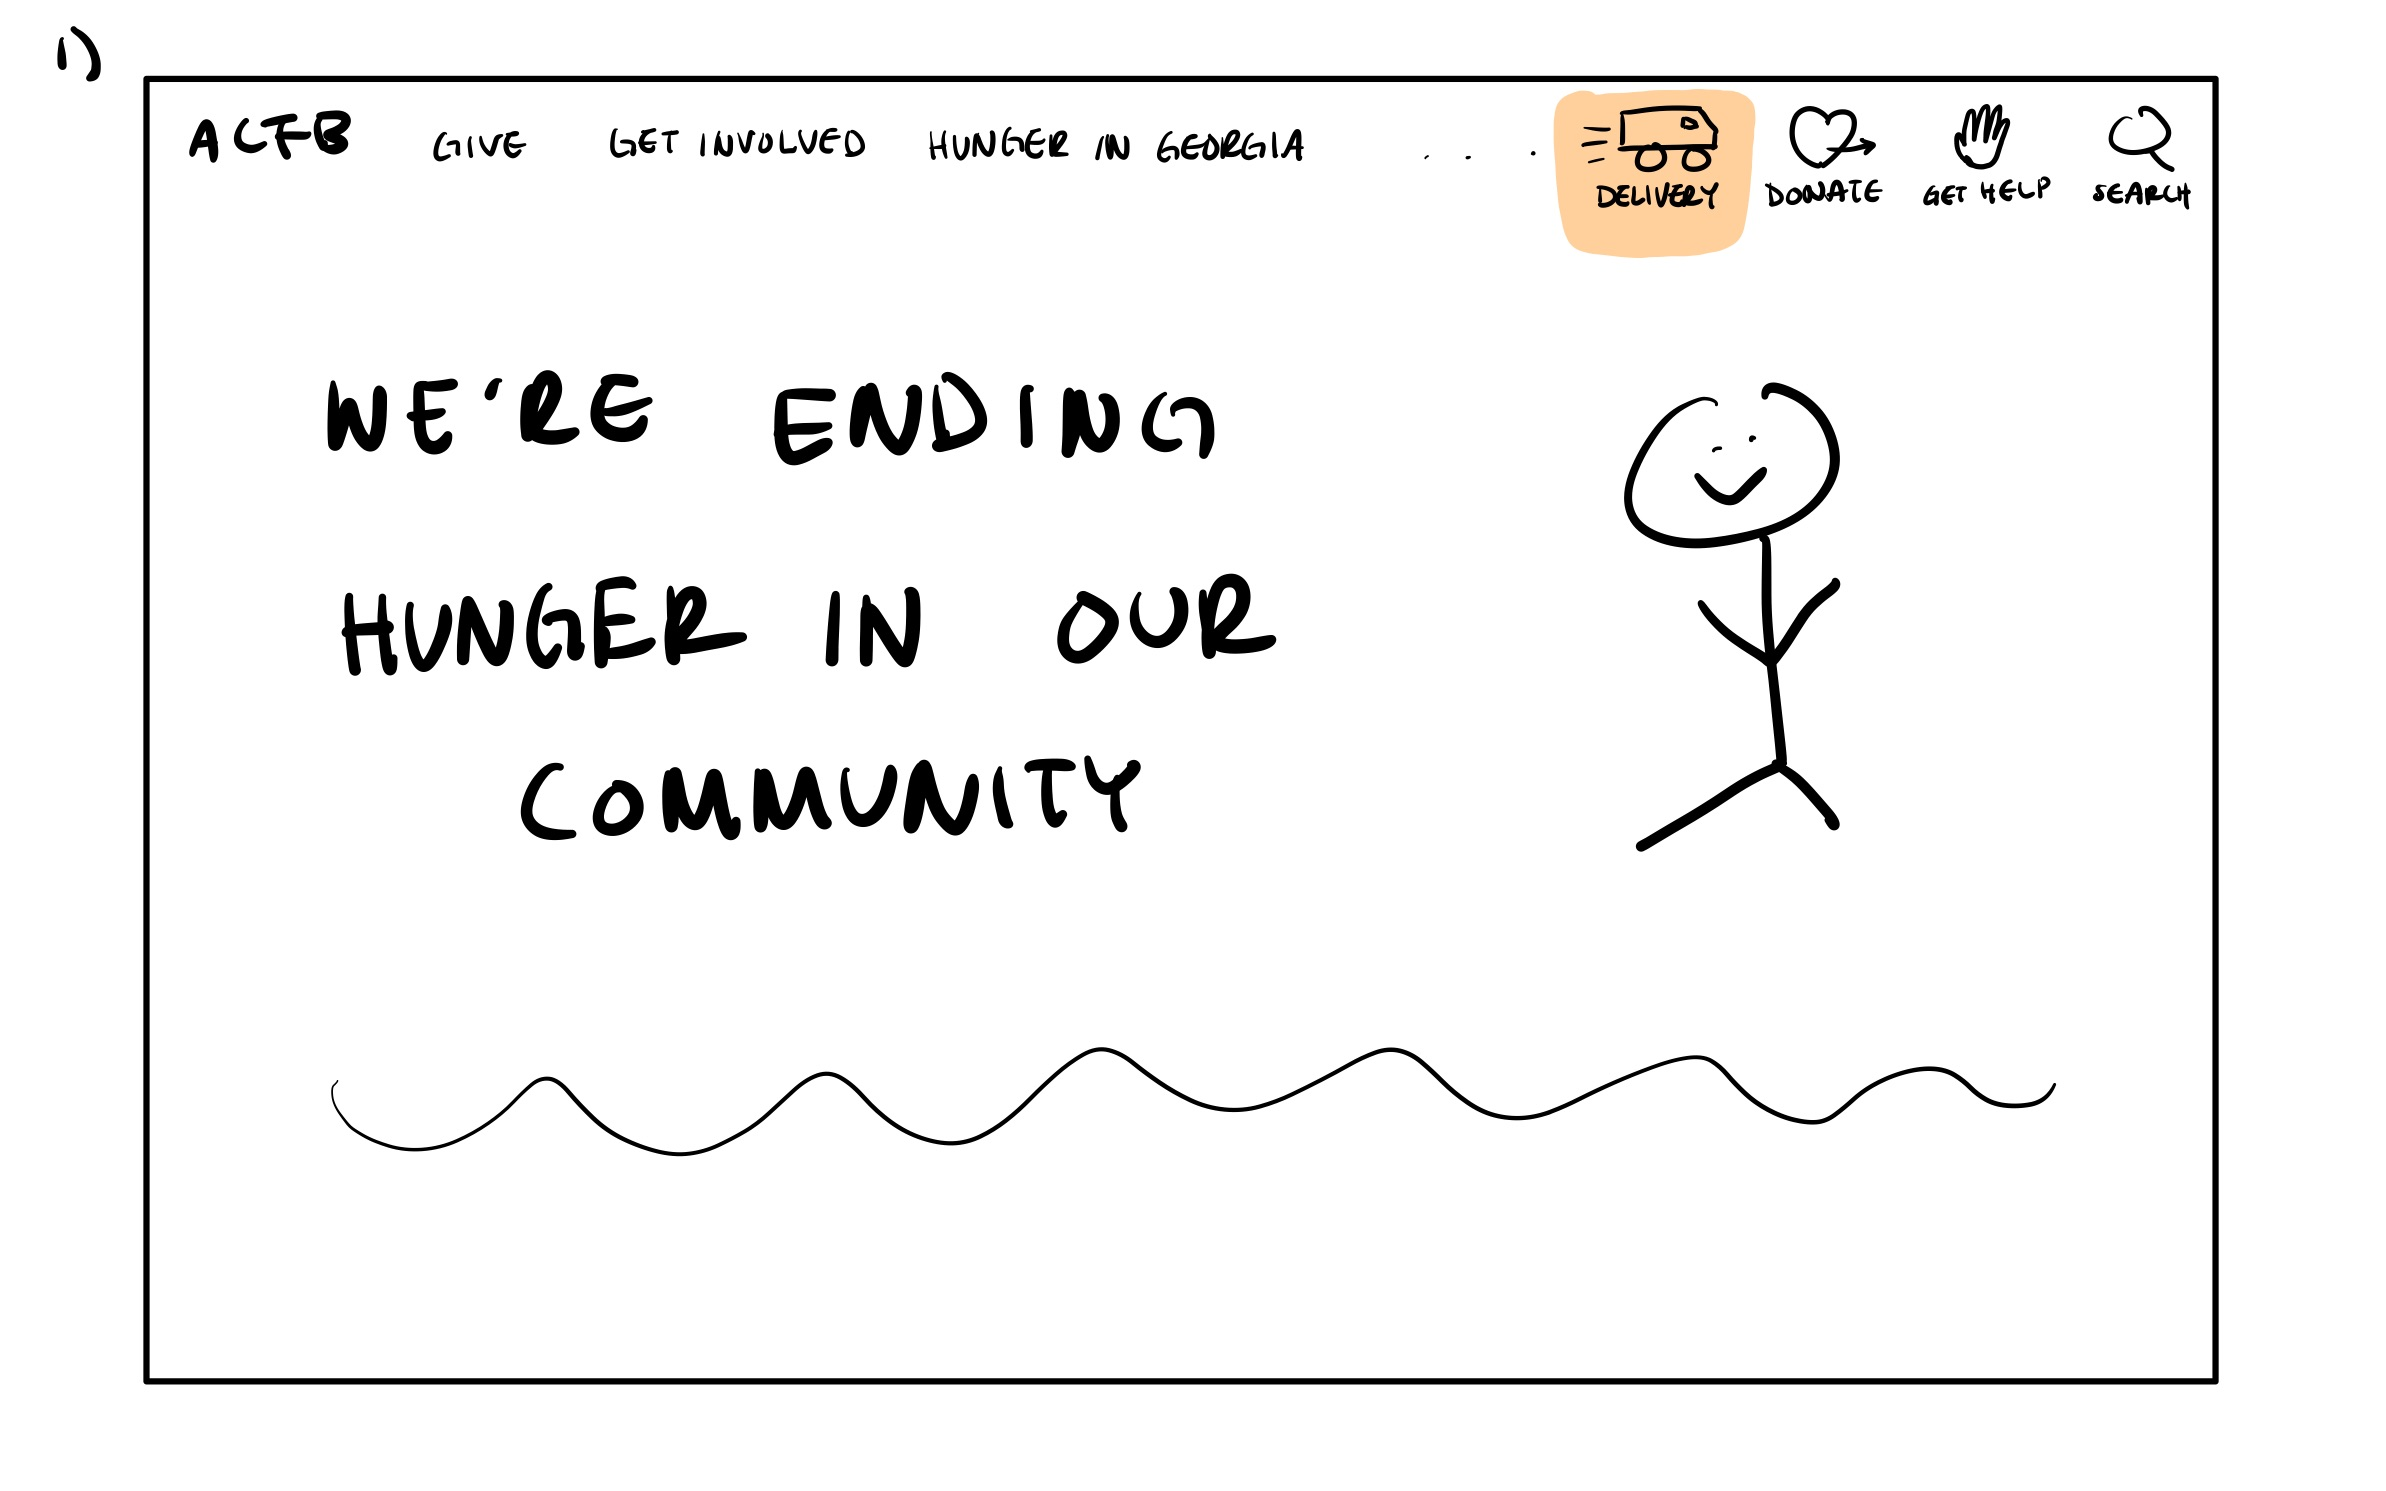 1)
ACFB GIVE GET INVOLVED HUNGER IN GEORGIA . . .
DELIVERY DONATE GET HELP SEARCH
WE'RE ENDING
HUNGER IN OUR
COMMUNITY